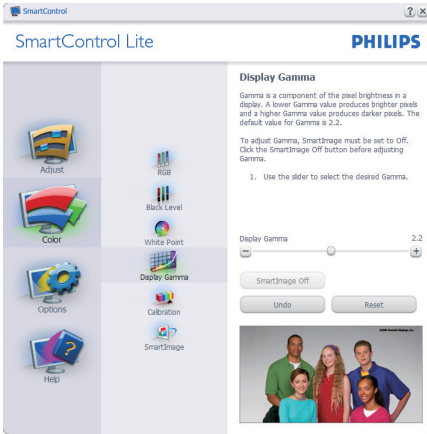 SmartControl
SmartControl Lite
PHILIPS
Adjust
Color
Options
Help
RGB
Black Level
White Point
Display Gamma
Calibration
SmartImage
Display Gamma
Gamma is a component of the pixel brightness in a
display. A lower Gamma value produces brighter pixels
and a higher Gamma value produces darker pixels. The
default value for Gamma is 2.2.
To adjust Gamma, SmartImage must be set to Off.
Click the SmartImage Off button before adjusting
Gamma.
1. Use the slider to select the desired Gamma.
Display Gamma 2.2
SmartImage Off
Undo Reset